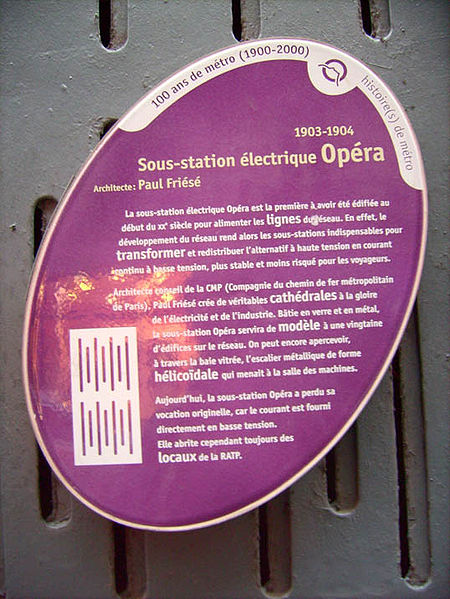 100 ans de métro (1900-2000)
histoire(s) de métro
1903-1904
Sous-station électrique Opéra
Architecte : Paul Friésé
La sous-station électrique Opéra est la première à avoir été édifiée au
début du XXe siècle pour alimenter les lignes du réseau. En effet, le
développement du réseau rend alors les sous-stations indispensables pour
transformer et redistribuer l'alternatif à haute tension en courant
continu à basse tension, plus stable et moins risqué pour les voyageurs.
Architecte conseil de la CMP (Compagnie du chemin de fer métropolitain
de Paris), Paul Friésé crée de véritables cathédrales à la gloire
de l'électricité et de l'industrie. Bâtie en verre et en métal,
la sous-station Opéra servira de modèle à une vingtaine
d'édifices sur le réseau. On peut encore apercevoir,
à travers la baie vitrée, l'escalier métallique de forme
hélicoïdale qui menait à la salle des machines.
Aujourd'hui, la sous-station Opéra a perdu sa
vocation originelle, car le courant est fourni
directement en basse tension.
Elle abrite cependant toujours des
locaux de la RATP.